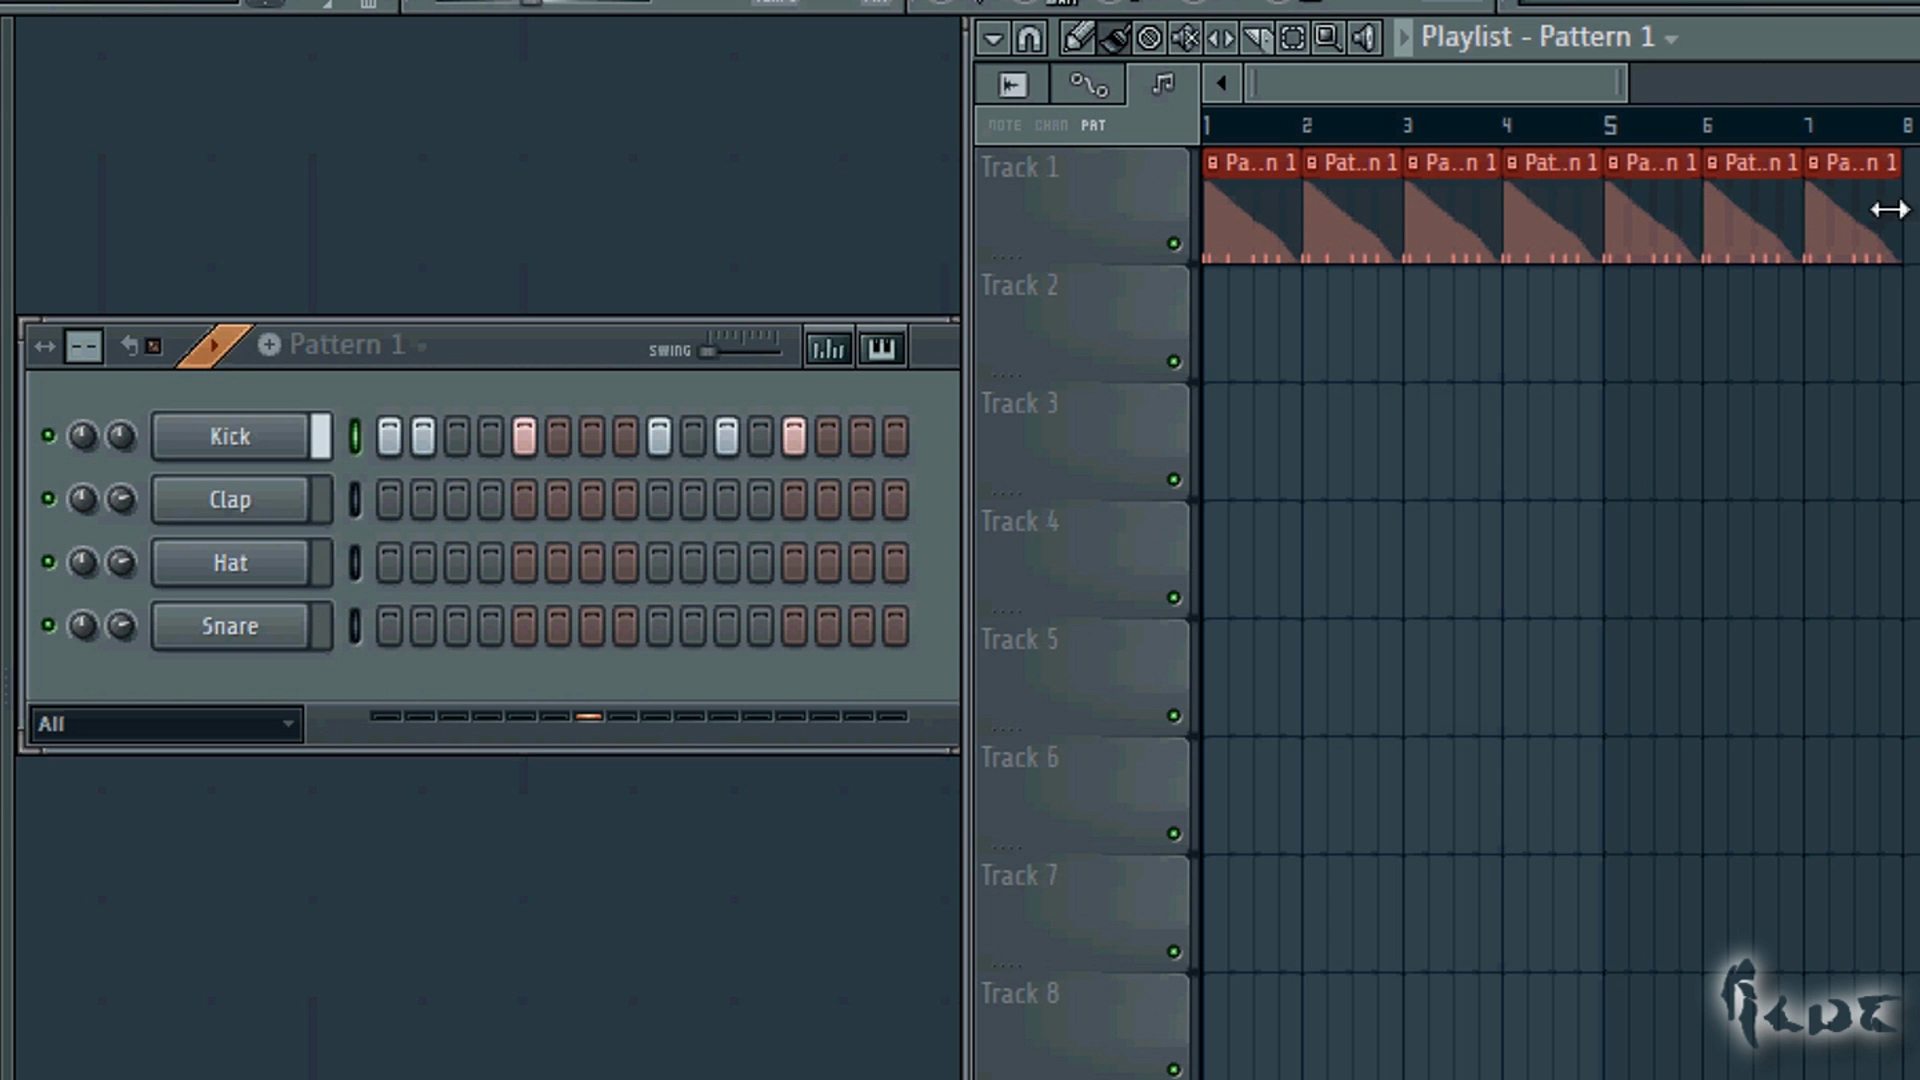 Playlist - Pattern 1
NOTE CHAN PAT
1 2 3 4 5 6 7 8
Track 1
Pa..n 1 Pat..n 1 Pa..n 1 Pat..n 1 Pa..n 1 Pat..n 1 Pa..n 1
Track 2
Pattern 1
SWING
Track 3
Kick
Clap
Track 4
Hat
Snare
Track 5
All
Track 6
Track 7
Track 8